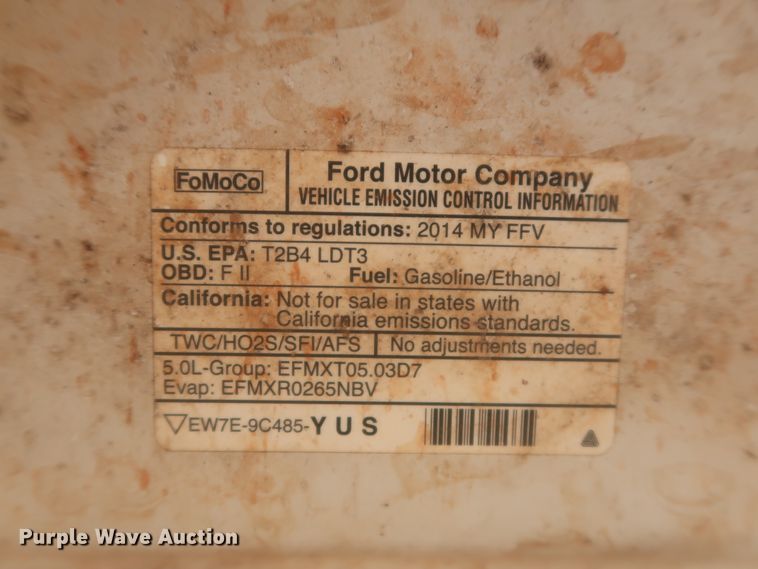 FoMoCo
Ford Motor Company
VEHICLE EMISSION CONTROL INFORMATION
Conforms to regulations: 2014 MY FFV
U.S. EPA: T2B4 LDT3
OBD: F II Fuel: Gasoline/Ethanol
California: Not for sale in states with
California emissions standards.
TWC/HO2S/SFI/AFS No adjustments needed.
5.0L-Group: EFMXT05.03D7
Evap: EFMXR0265NBV
EW7E-9C485-YUS
Purple Wave Auction